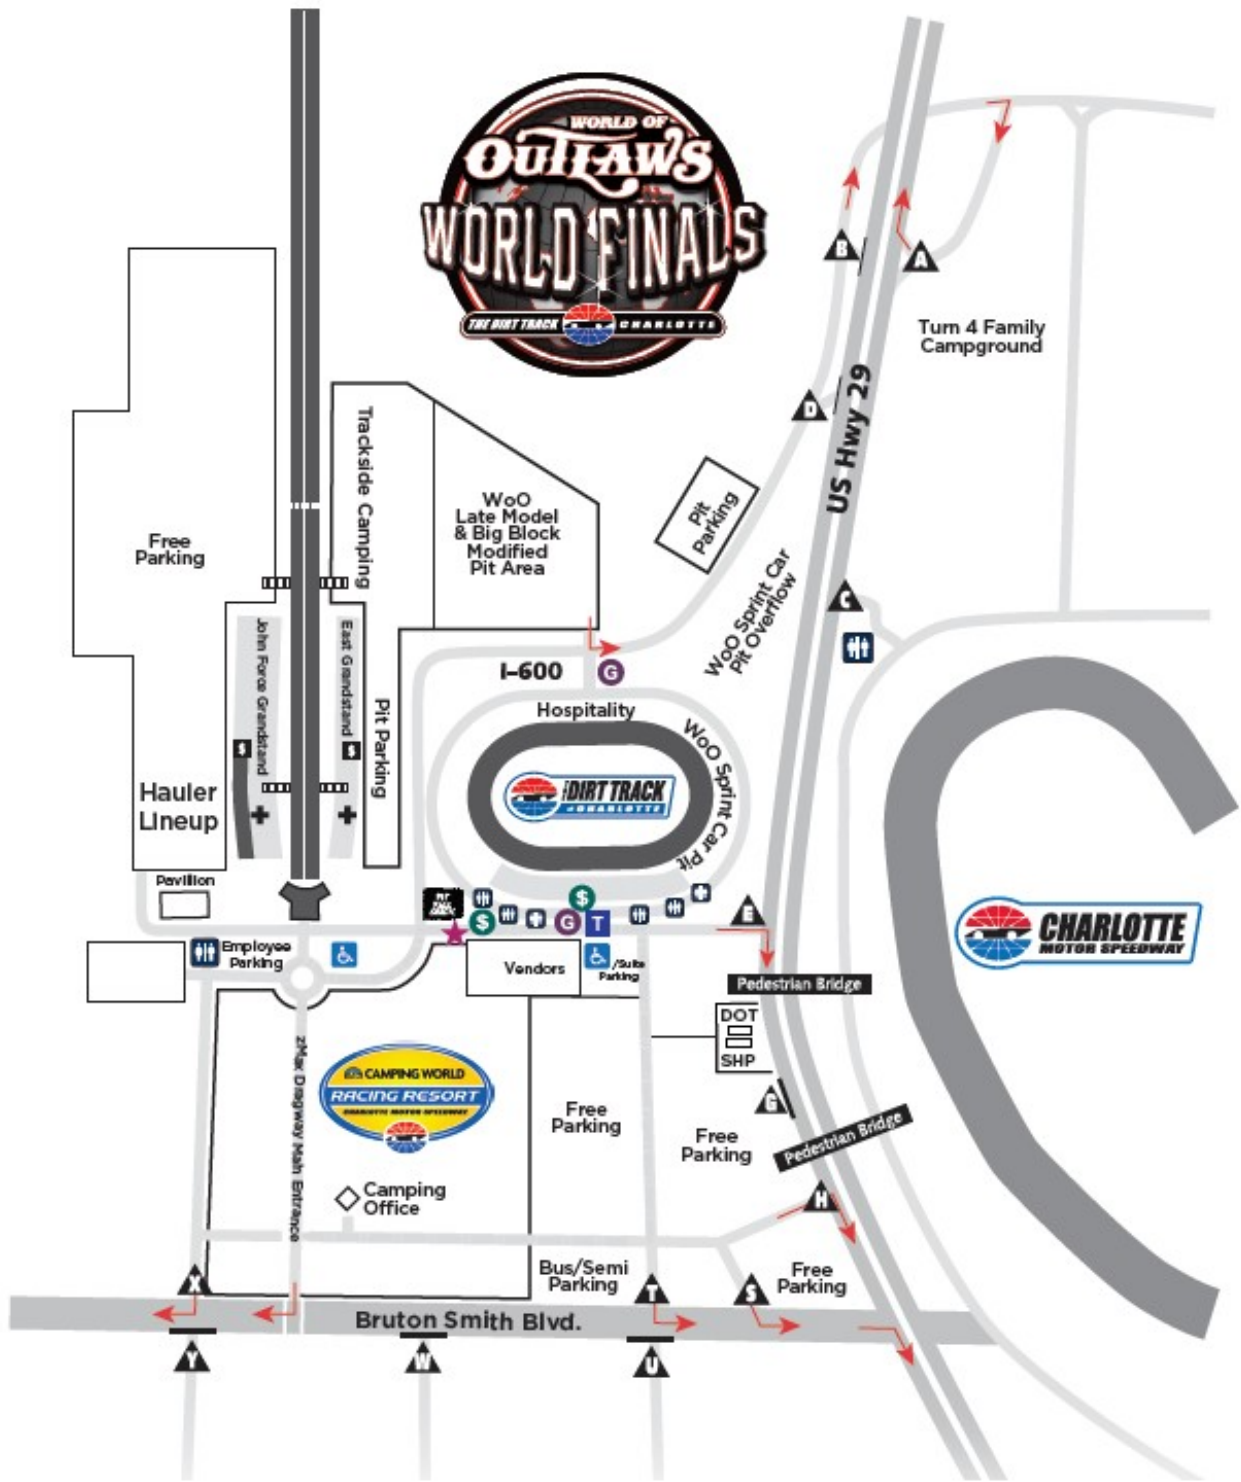 WORLD OF
OUTLAWS
WORLD FINALS
THE DIRT TRACK CHARLOTTE
B
A
Turn 4 Family
Campground
D
US Hwy 29
Trackside Camping
WoO
Late Model
& Big Block
Modified
Pit Area
Pit
Parking
Free
Parking
WoO Sprint Car
Pit Overflow
C
John Force Grandstand
East Grandstand
I-600
G
Pit Parking
Hospitality
WoO Sprint Car Pit
$
$
DIRT TRACK
Hauler
Lineup
Pavilion
$
$
G
T
E
Employee
Parking
Vendors
/Suite
Parking
CHARLOTTE
MOTOR SPEEDWAY
Pedestrian Bridge
DOT
SHP
zMax Dragway Main Entrance
CAMPING WORLD
RACING RESORT
CHARLOTTE MOTOR SPEEDWAY
G
Free
Parking
Free
Parking
Pedestrian Bridge
Camping
Office
H
Bus/Semi
Parking
Free
Parking
X
T
S
Bruton Smith Blvd.
Y
W
U